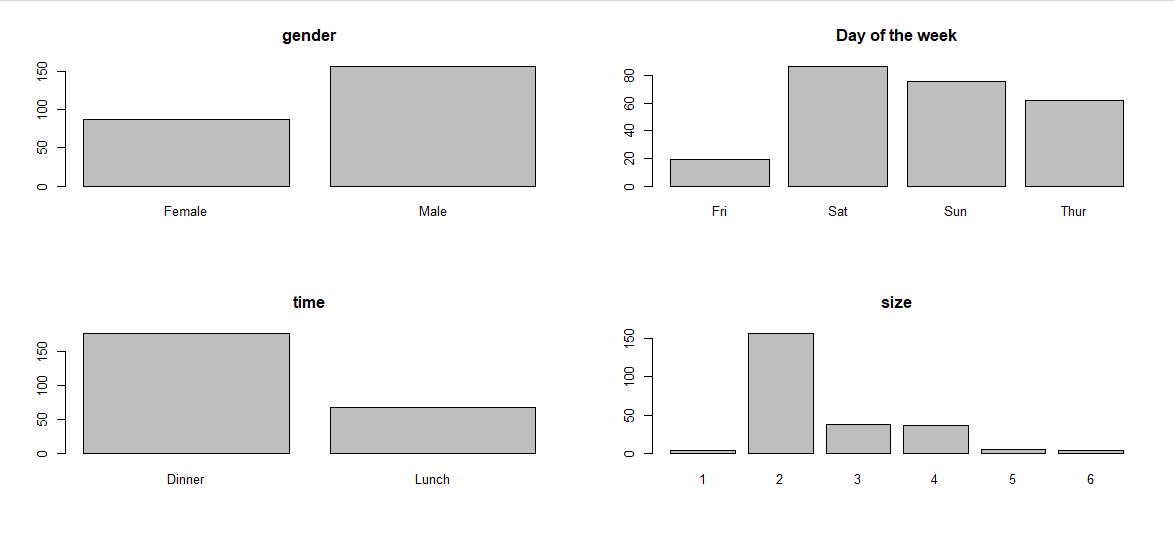 gender
150
100
50
0
Female Male
Day of the week
80
60
40
20
0
Fri Sat Sun Thur
time
150
100
50
0
Dinner Lunch
size
150
100
50
0
1 2 3 4 5 6